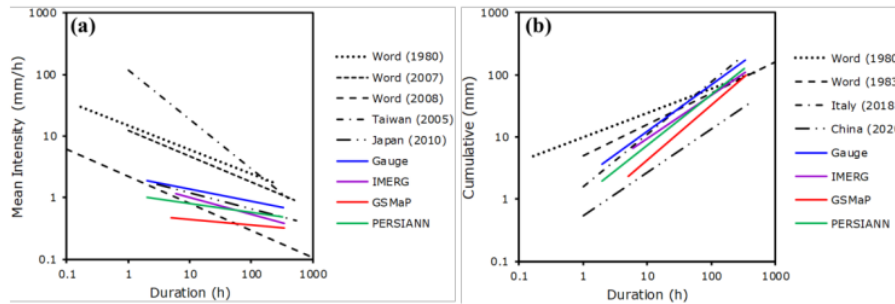 (a)
Mean Intensity (mm/h)
1000
100
10
1
0.1
0.1 1 10 100 1000
Duration (h)
Word (1980)
Word (2007)
Word (2008)
Taiwan (2005)
Japan (2010)
Gauge
IMERG
GSMaP
PERSIANN
(b)
Cumulative (mm)
1000
100
10
1
0.1
0.1 1 10 100 1000
Duration (h)
Word (1980
Word (1983
Italy (2018
China (202
Gauge
IMERG
GSMaP
PERSIANN